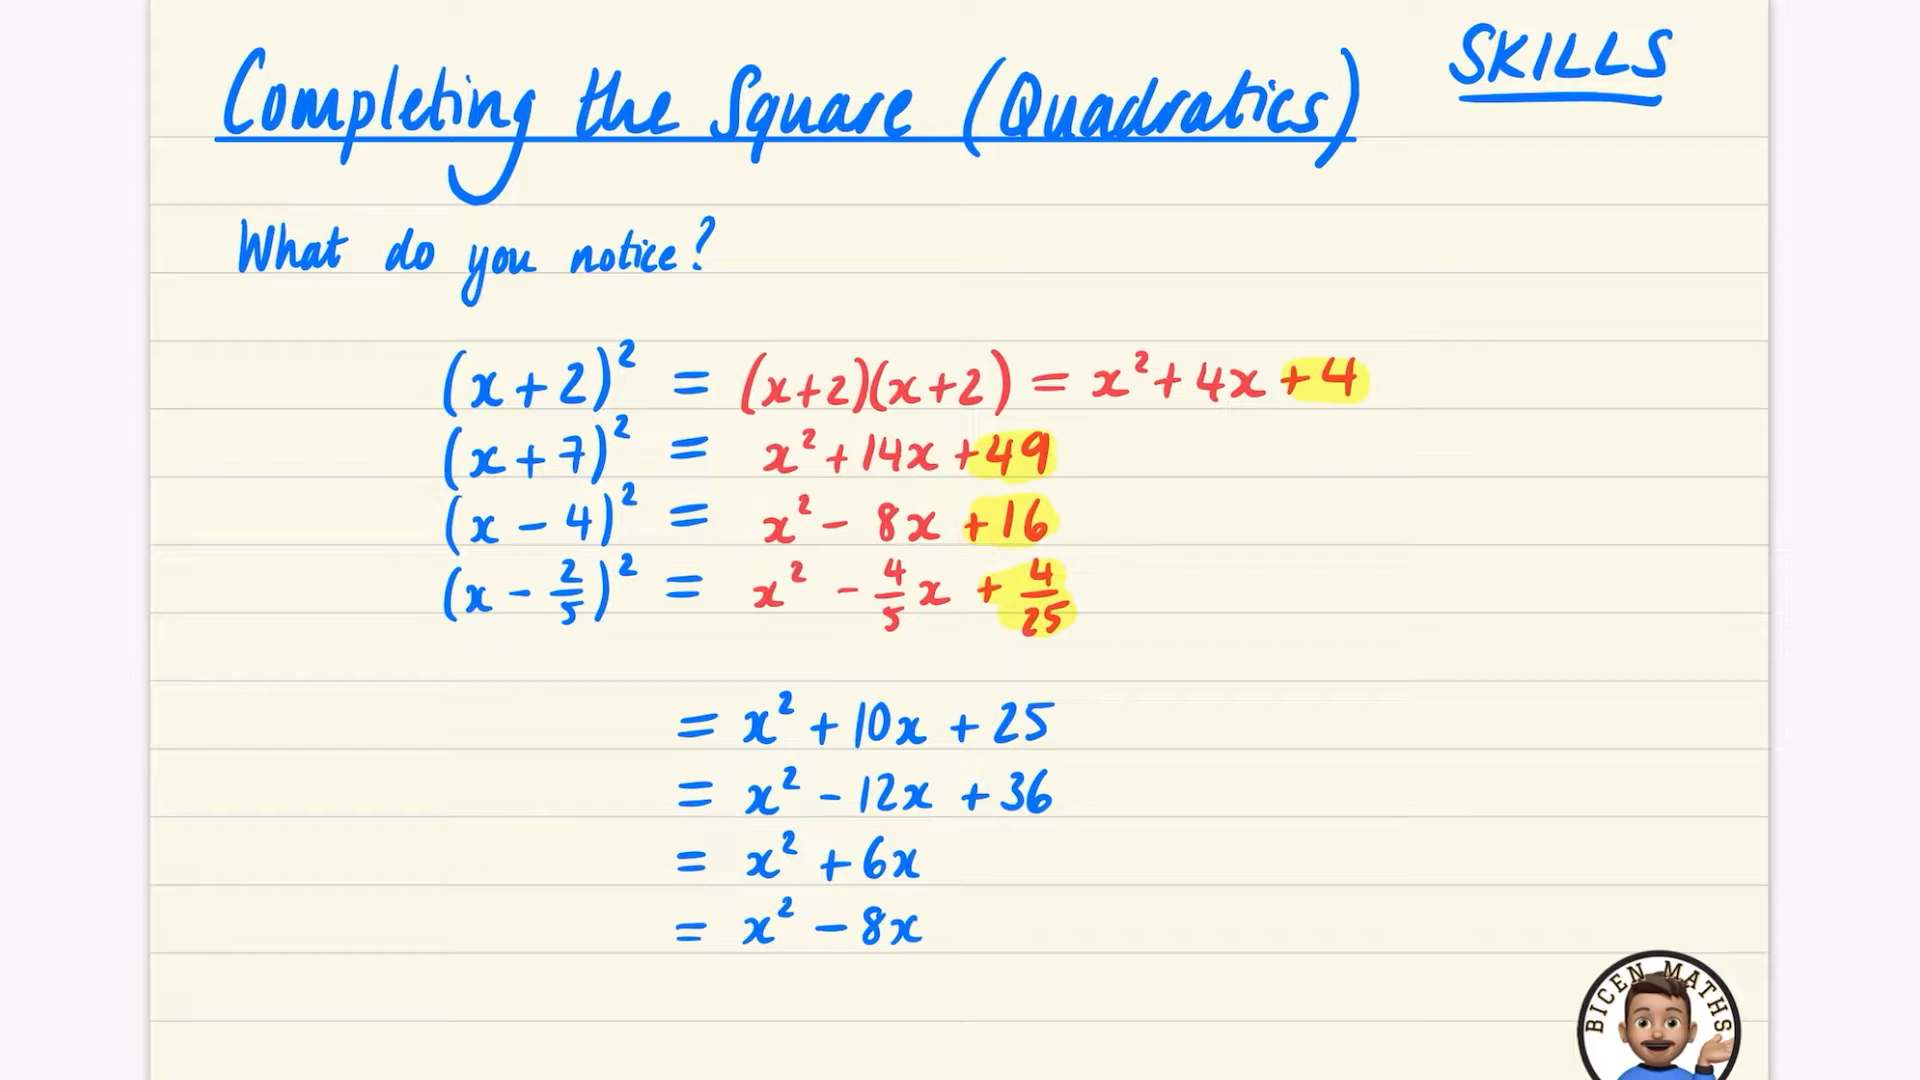 Completing the Square (Quadratics)
SKILLS
What do you notice?
(x + 2)² = (x+2)(x+2) = x² + 4x + 4
(x + 7)² = x² + 14x + 49
(x - 4)² = x² - 8x + 16
(x - 2/5)² = x² - 4/5 x + 4/25
= x² + 10x + 25
= x² - 12x + 36
= x² + 6x
= x² - 8x
BICEN MATHS